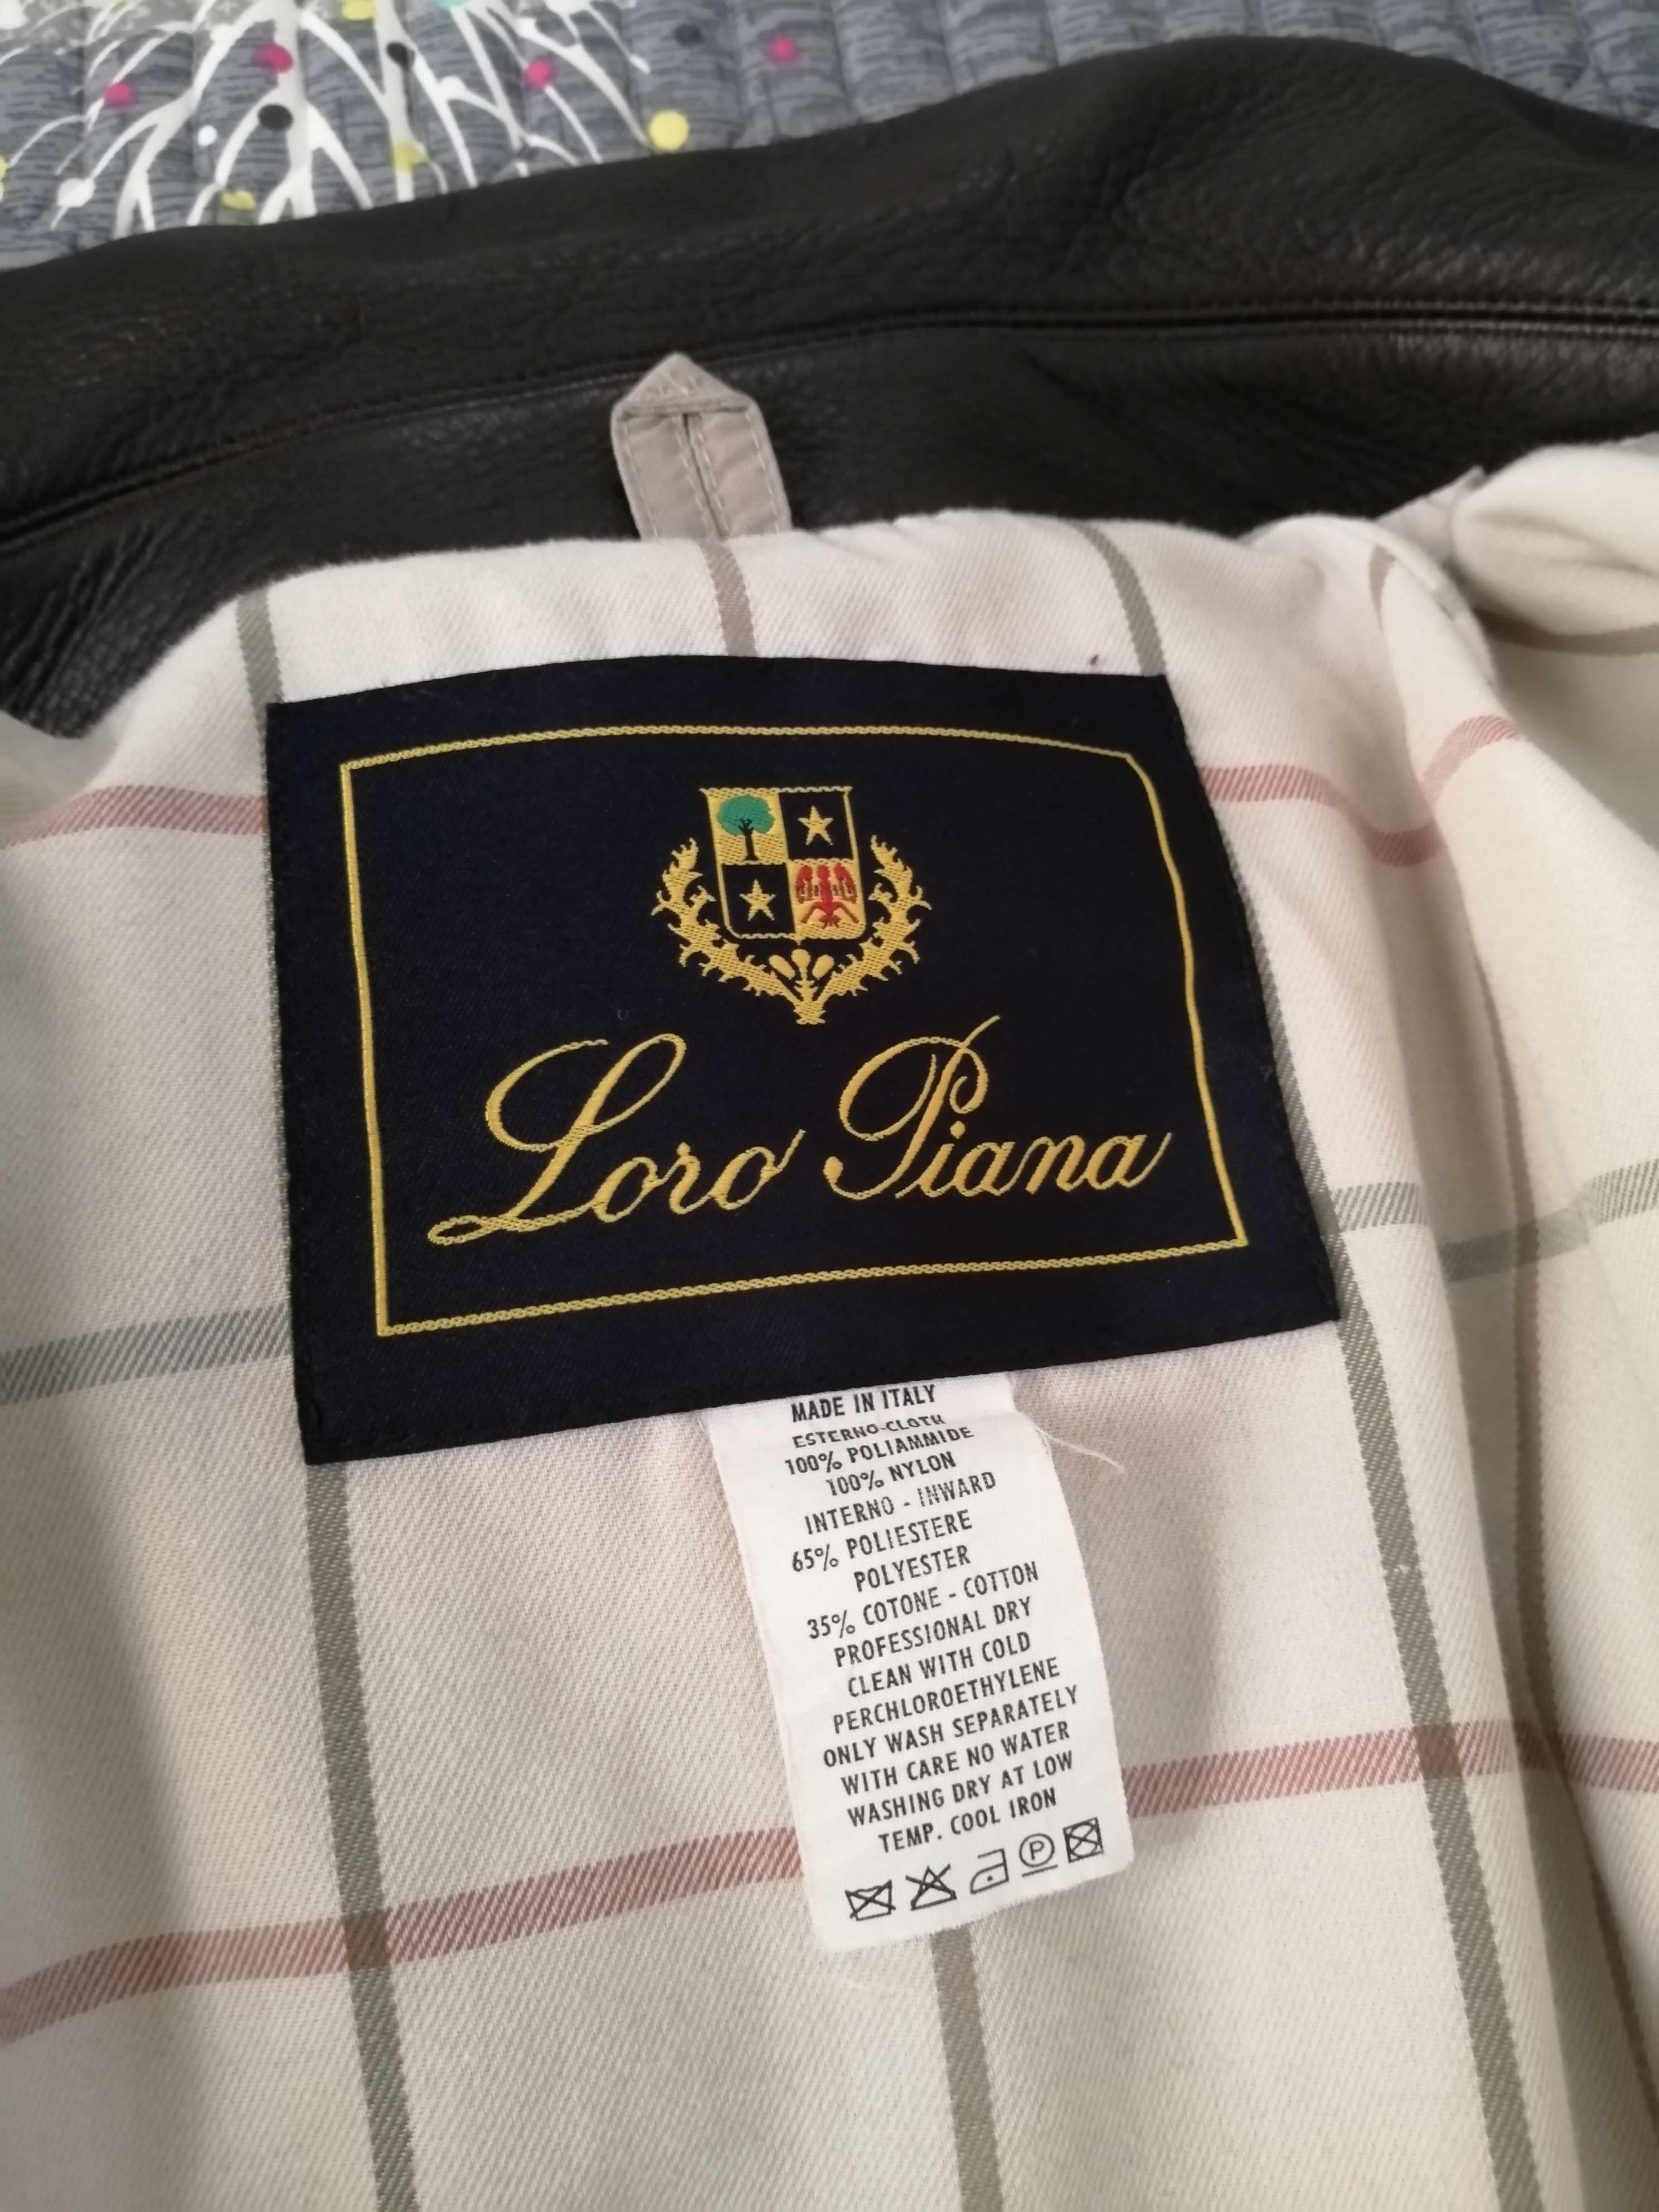 Loro Piana
MADE IN ITALY
ESTERNO-CLOTH
100% POLIAMMIDE
100% NYLON
INTERNO - INWARD
65% POLIESTERE
POLYESTER
35% COTONE - COTTON
PROFESSIONAL DRY
CLEAN WITH COLD
PERCHLOROETHYLENE
ONLY WASH SEPARATELY
WITH CARE NO WATER
WASHING DRY AT LOW
TEMP. COOL IRON
P